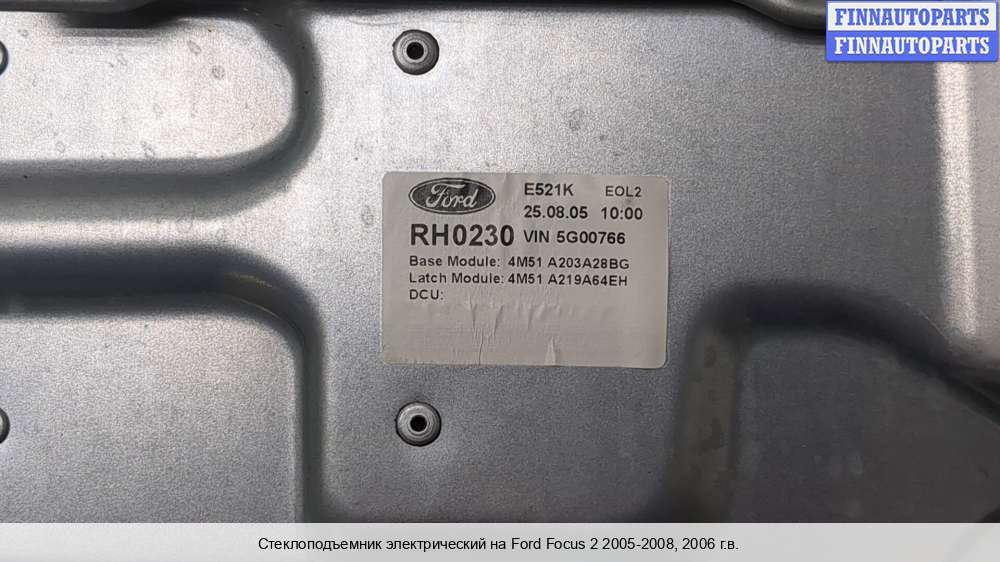 FINNAUTOPARTS
FINNAUTOPARTS
Ford
E521K EOL2
25.08.05 10:00
RH0230 VIN 5G00766
Base Module: 4M51 A203A28BG
Latch Module: 4M51 A219A64EH
DCU:
Стеклоподъемник электрический на Ford Focus 2 2005-2008, 2006 г.в.